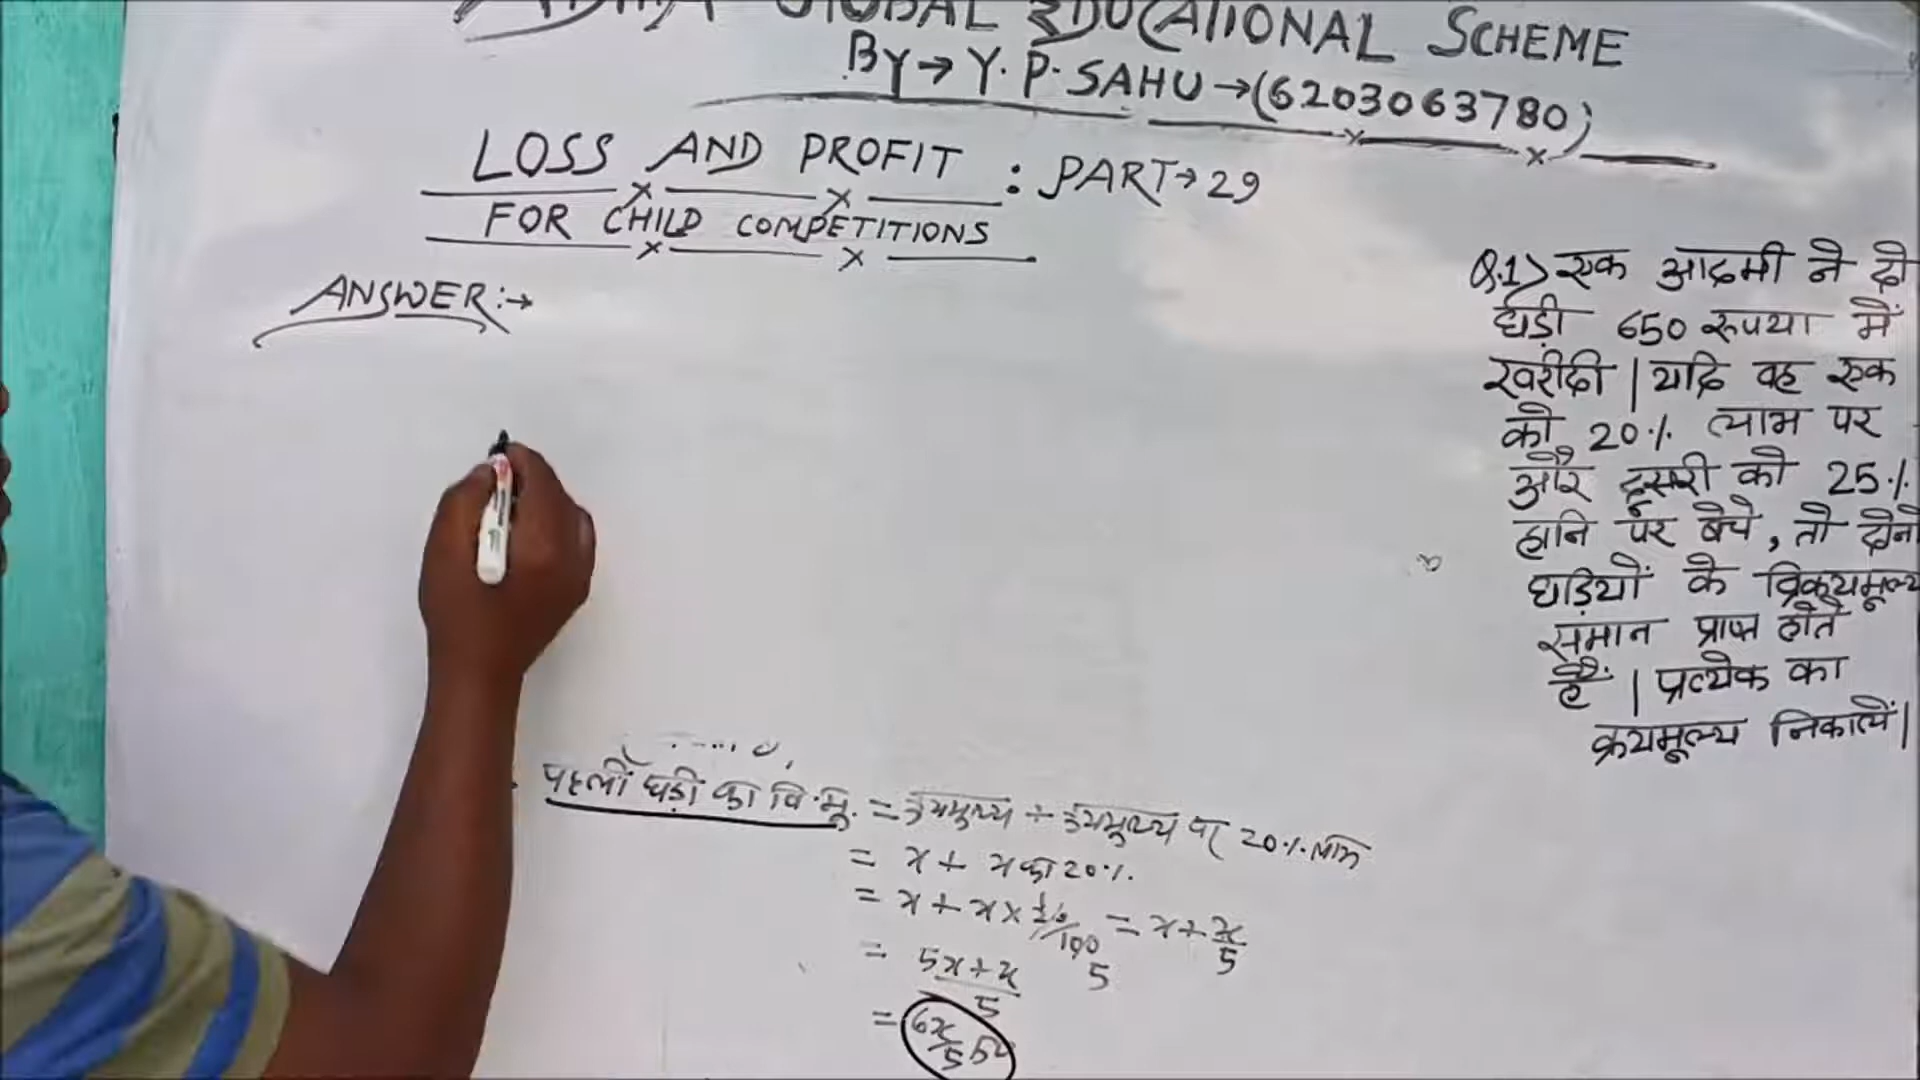 GLOBAL EDUCATIONAL SCHEME
BY→ Y. P. SAHU →(6203063780)
LOSS AND PROFIT : PART→29
FOR CHILD COMPETITIONS
ANSWER:→
Q.1> एक आदमी ने दो
घड़ी 650 रूपया में
खरीदी | यदि वह एक
को 20% लाभ पर
और दूसरी को 25%
हानि पर बेचे, तो दोनों
घड़ियों के विक्रयमूल्य
समान प्राप्त होते
हैं | प्रत्येक का
क्रयमूल्य निकालें |
पहली घड़ी का वि.मू. = क्रयमूल्य + क्रयमूल्य पर 20% लाभ
= x + x का 20%
= x + x × 20/100 = x + x/5
5
= 5x+x/5
= 6x/5